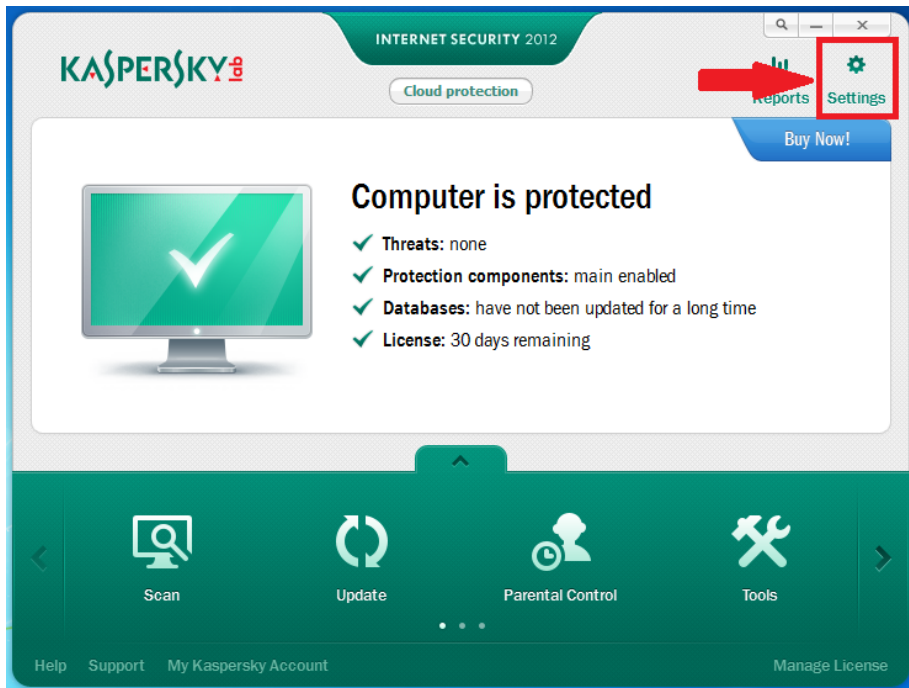 INTERNET SECURITY 2012
KASPERSKY lab
Cloud protection
Reports
Settings
Buy Now!
Computer is protected
Threats: none
Protection components: main enabled
Databases: have not been updated for a long time
License: 30 days remaining
Scan
Update
Parental Control
Tools
Help
Support
My Kaspersky Account
Manage License